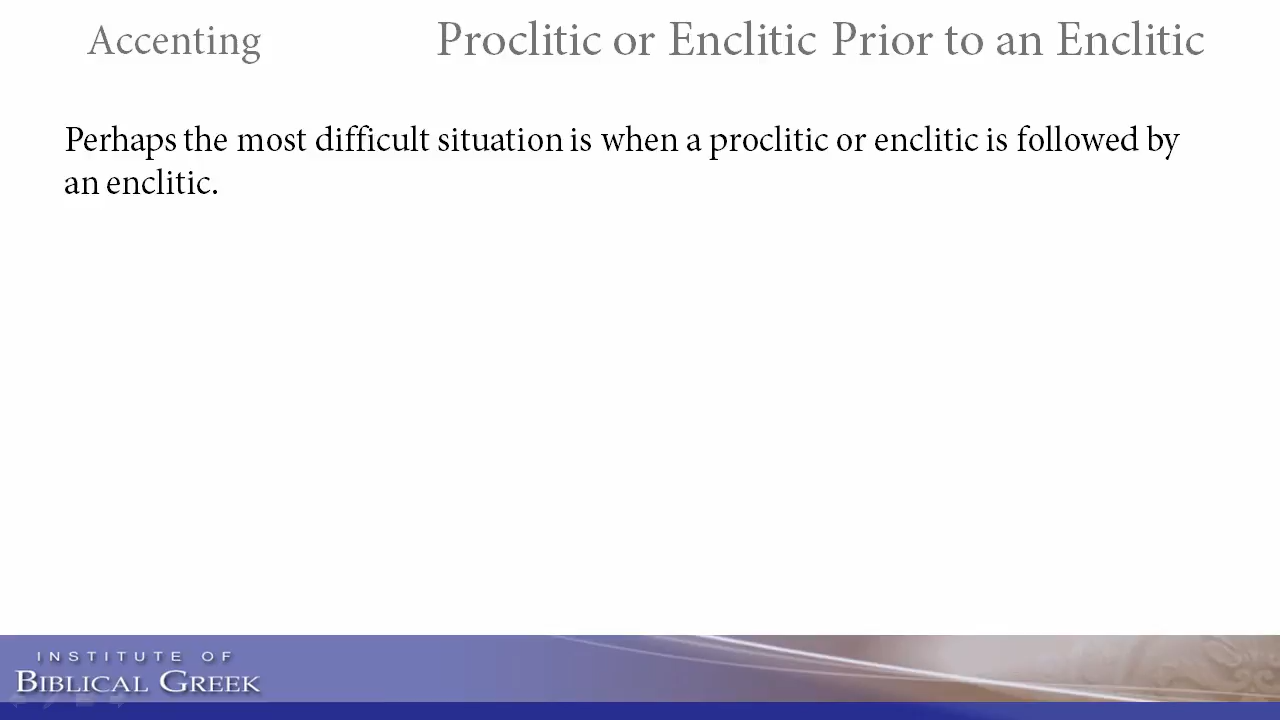 Accenting
Proclitic or Enclitic Prior to an Enclitic
Perhaps the most difficult situation is when a proclitic or enclitic is followed by
an enclitic.
INSTITUTE OF
BIBLICAL GREEK